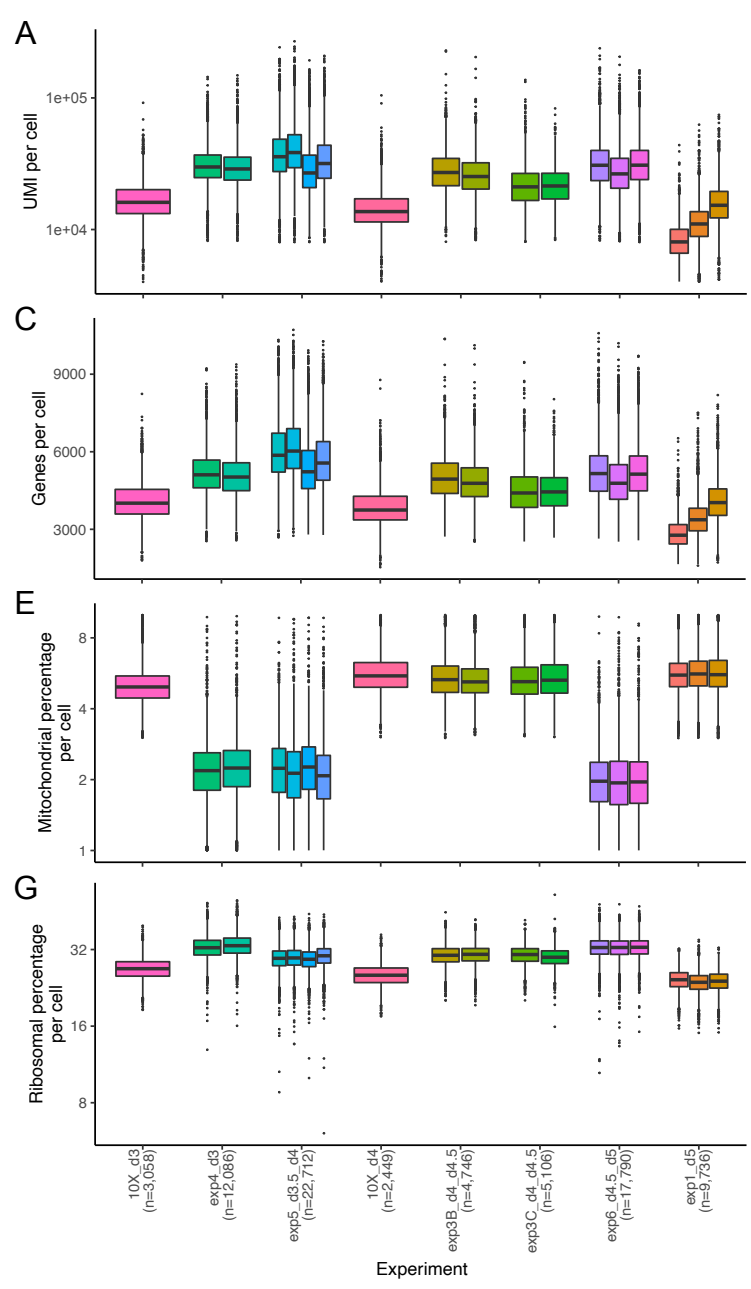 A
UMI per cell
1e+05
1e+04
C
Genes per cell
9000
6000
3000
E
Mitochondrial percentage
per cell
8
4
2
1
G
Ribosomal percentage
per cell
32
16
8
10X_d3
(n=3,058)
exp4_d3
(n=12,086)
exp5_d3.5_d4
(n=22,712)
10X_d4
(n=2,449)
exp3B_d4_d4.5
(n=4,746)
exp3C_d4_d4.5
(n=5,106)
exp6_d4.5_d5
(n=17,790)
exp1_d5
(n=9,736)
Experiment